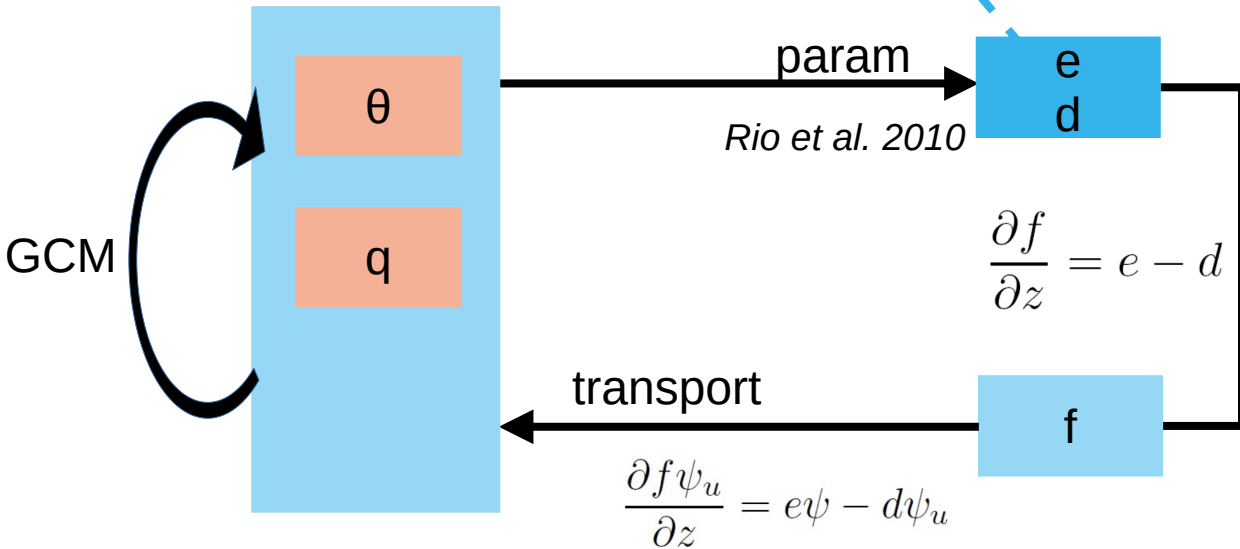 param
e
d
θ
Rio et al. 2010
GCM
q
∂f/∂z = e − d
transport
f
∂fψ_u/∂z = eψ − dψ_u